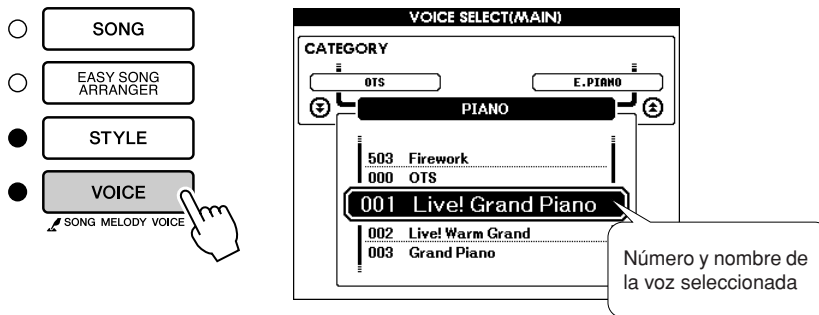 SONG
EASY SONG
ARRANGER
STYLE
VOICE
SONG MELODY VOICE
VOICE SELECT(MAIN)
CATEGORY
OTS
E.PIANO
PIANO
503 Firework
000 OTS
001 Live! Grand Piano
002 Live! Warm Grand
003 Grand Piano
Número y nombre de
la voz seleccionada